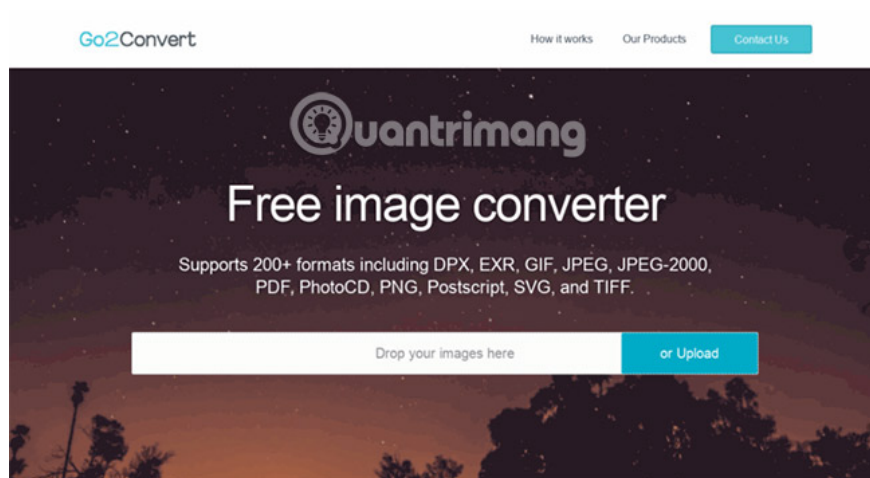 Go2Convert
How it works
Our Products
Contact Us
Quantrimang
Free image converter
Supports 200+ formats including DPX, EXR, GIF, JPEG, JPEG-2000,
PDF, PhotoCD, PNG, Postscript, SVG, and TIFF.
Drop your images here
or Upload